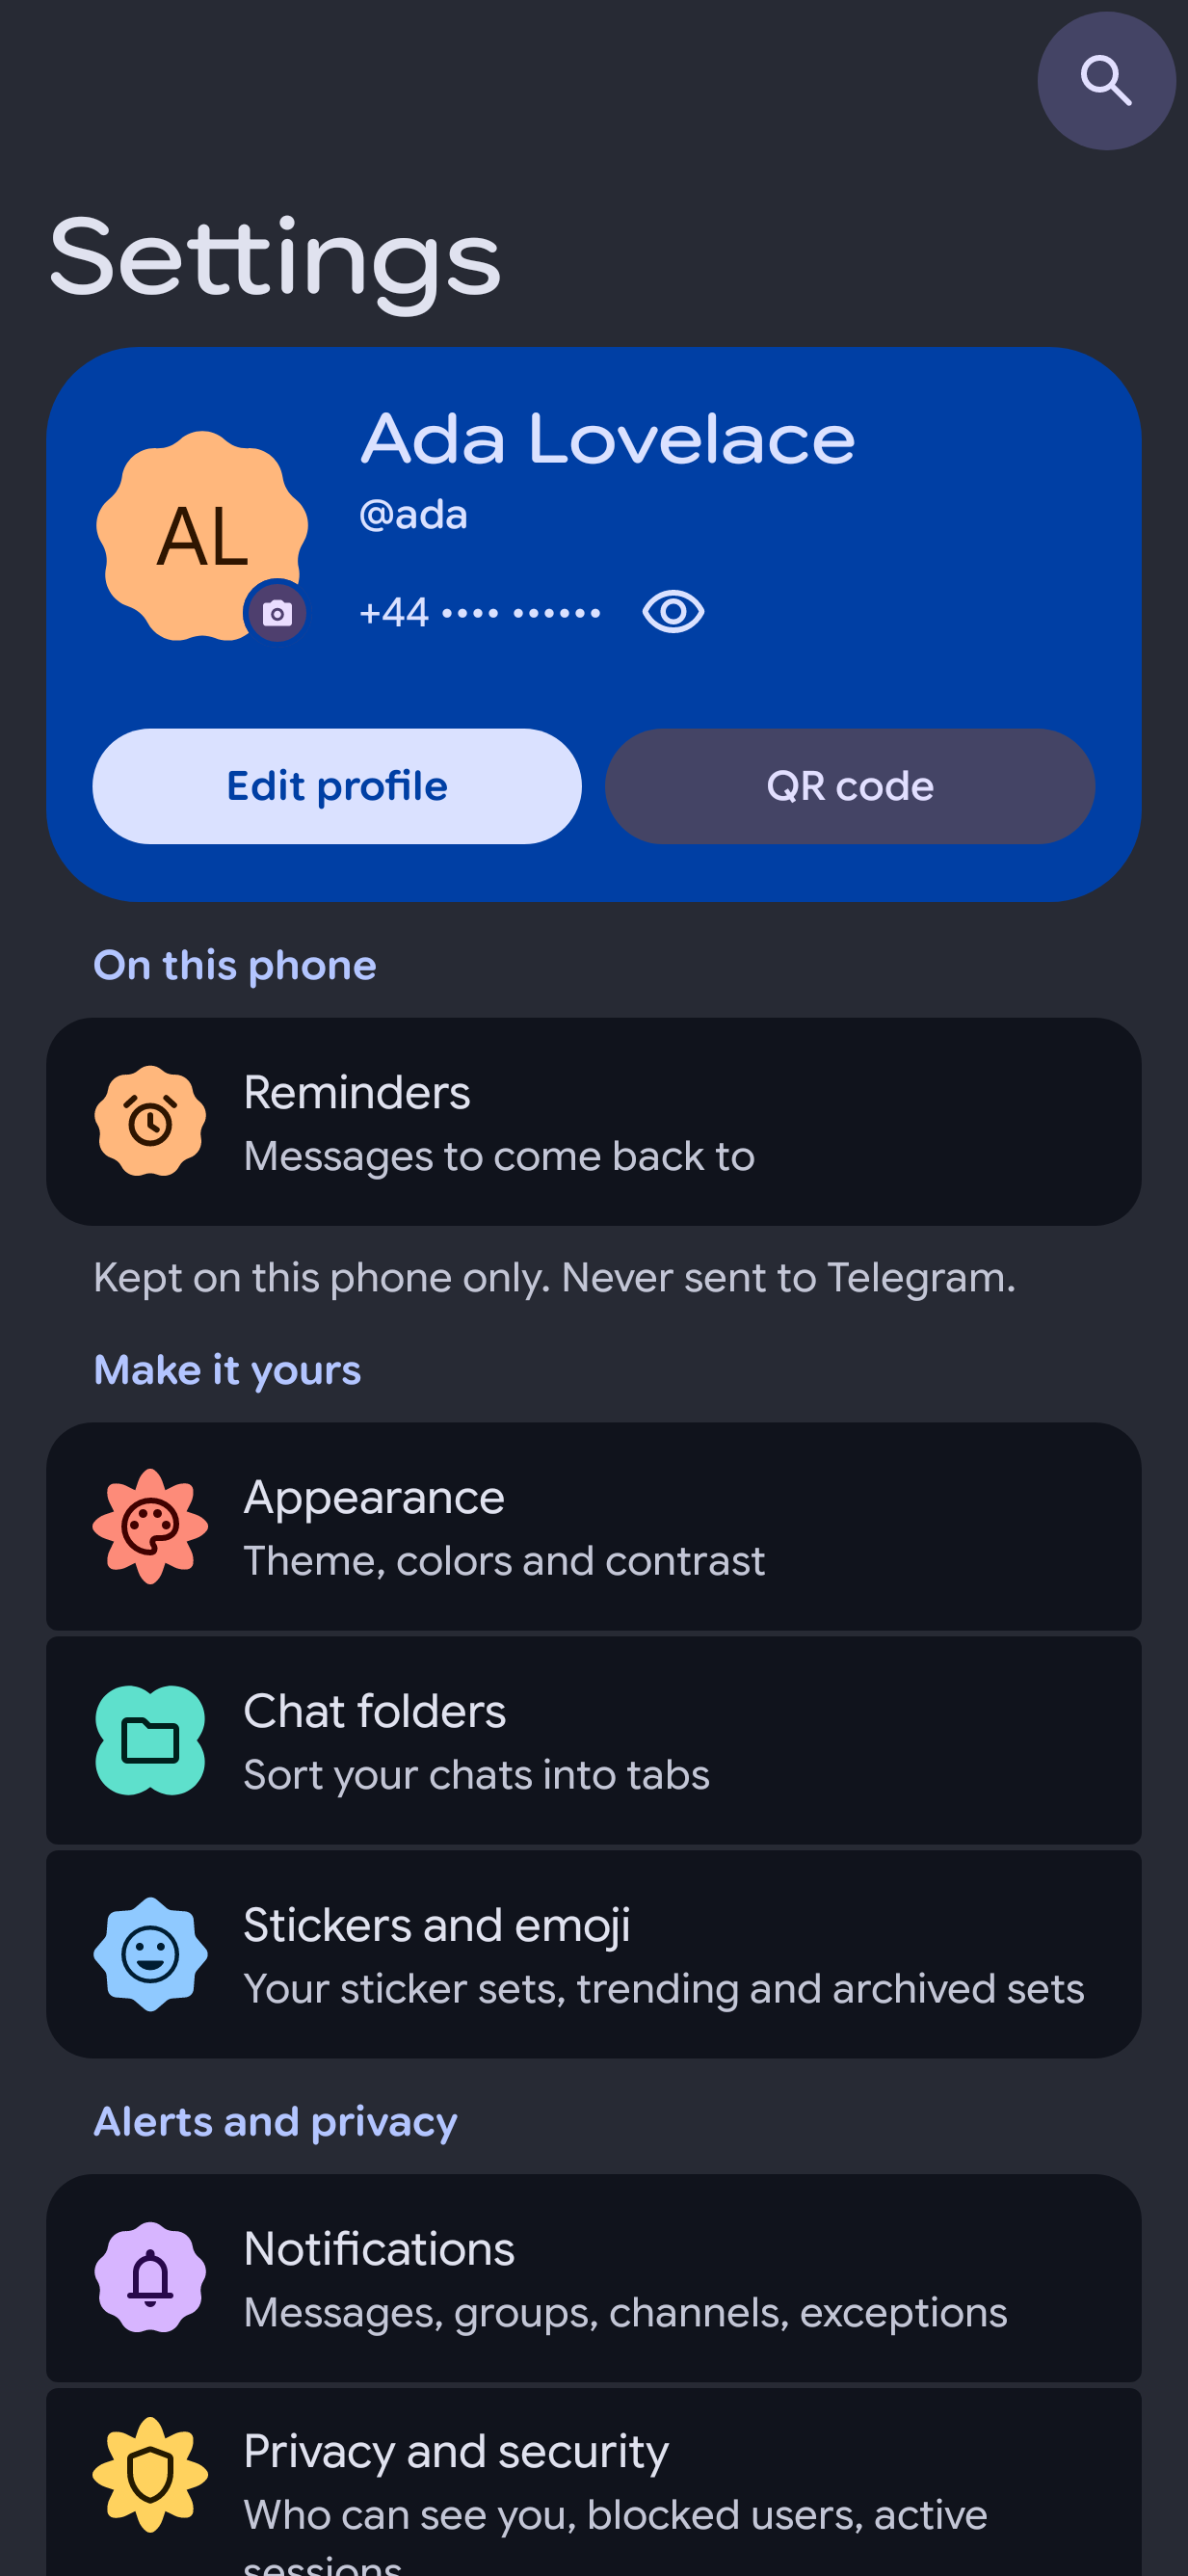 Settings
Ada Lovelace
@ada
AL
+44 •••• ••••••
Edit profile
QR code
On this phone
Reminders
Messages to come back to
Kept on this phone only. Never sent to Telegram.
Make it yours
Appearance
Theme, colors and contrast
Chat folders
Sort your chats into tabs
Stickers and emoji
Your sticker sets, trending and archived sets
Alerts and privacy
Notifications
Messages, groups, channels, exceptions
Privacy and security
Who can see you, blocked users, active
sessions